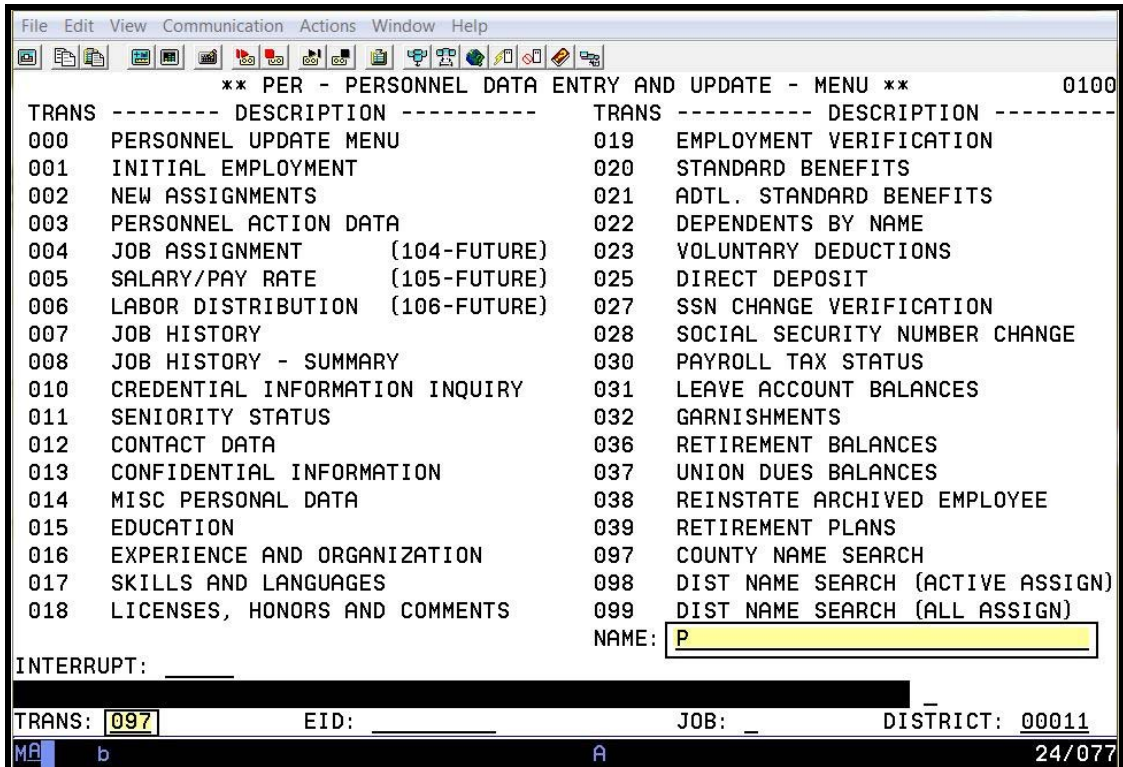 File Edit View Communication Actions Window Help
** PER - PERSONNEL DATA ENTRY AND UPDATE - MENU ** 0100
TRANS -------- DESCRIPTION ---------- TRANS ---------- DESCRIPTION ---------
000 PERSONNEL UPDATE MENU 019 EMPLOYMENT VERIFICATION
001 INITIAL EMPLOYMENT 020 STANDARD BENEFITS
002 NEW ASSIGNMENTS 021 ADTL. STANDARD BENEFITS
003 PERSONNEL ACTION DATA 022 DEPENDENTS BY NAME
004 JOB ASSIGNMENT (104-FUTURE) 023 VOLUNTARY DEDUCTIONS
005 SALARY/PAY RATE (105-FUTURE) 025 DIRECT DEPOSIT
006 LABOR DISTRIBUTION (106-FUTURE) 027 SSN CHANGE VERIFICATION
007 JOB HISTORY 028 SOCIAL SECURITY NUMBER CHANGE
008 JOB HISTORY - SUMMARY 030 PAYROLL TAX STATUS
010 CREDENTIAL INFORMATION INQUIRY 031 LEAVE ACCOUNT BALANCES
011 SENIORITY STATUS 032 GARNISHMENTS
012 CONTACT DATA 036 RETIREMENT BALANCES
013 CONFIDENTIAL INFORMATION 037 UNION DUES BALANCES
014 MISC PERSONAL DATA 038 REINSTATE ARCHIVED EMPLOYEE
015 EDUCATION 039 RETIREMENT PLANS
016 EXPERIENCE AND ORGANIZATION 097 COUNTY NAME SEARCH
017 SKILLS AND LANGUAGES 098 DIST NAME SEARCH (ACTIVE ASSIGN)
018 LICENSES, HONORS AND COMMENTS 099 DIST NAME SEARCH (ALL ASSIGN)
NAME: P
INTERRUPT: _____
TRANS: 097 EID: _________ JOB: _ DISTRICT: 00011
MA b A 24/077